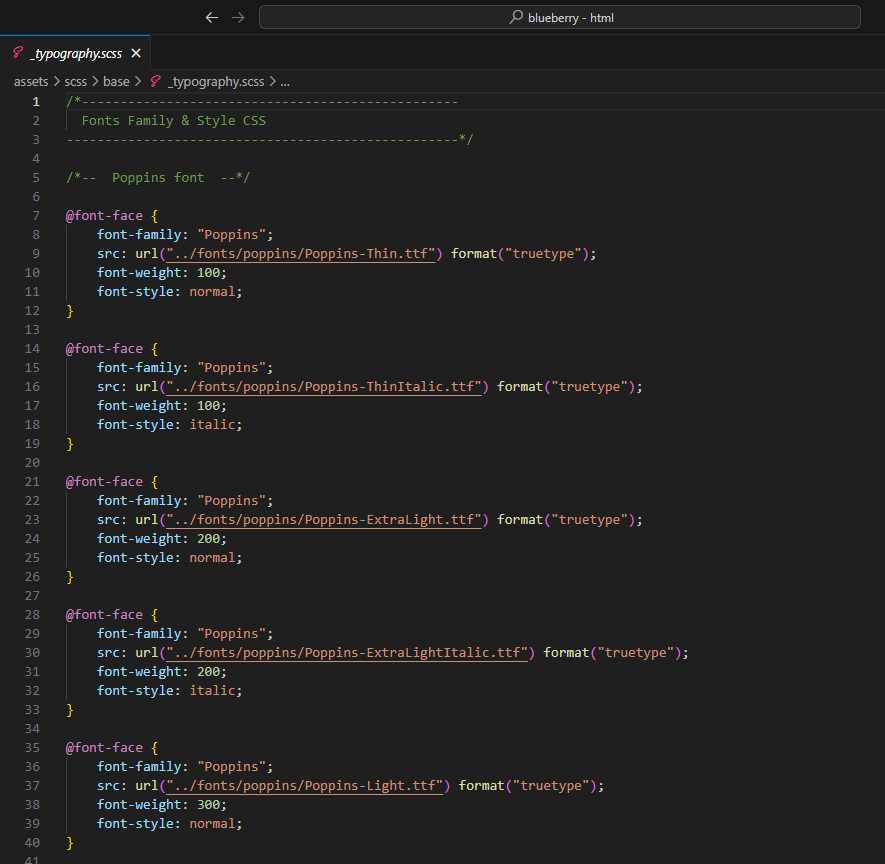 blueberry - html
_typography.scss
assets > scss > base > _typography.scss > ...
1 /*-------------------------------------------------
2   Fonts Family & Style CSS
3 ---------------------------------------------------*/
4
5 /*--  Poppins font  --*/
6
7 @font-face {
8     font-family: "Poppins";
9     src: url("../fonts/poppins/Poppins-Thin.ttf") format("truetype");
10     font-weight: 100;
11     font-style: normal;
12 }
13
14 @font-face {
15     font-family: "Poppins";
16     src: url("../fonts/poppins/Poppins-ThinItalic.ttf") format("truetype");
17     font-weight: 100;
18     font-style: italic;
19 }
20
21 @font-face {
22     font-family: "Poppins";
23     src: url("../fonts/poppins/Poppins-ExtraLight.ttf") format("truetype");
24     font-weight: 200;
25     font-style: normal;
26 }
27
28 @font-face {
29     font-family: "Poppins";
30     src: url("../fonts/poppins/Poppins-ExtraLightItalic.ttf") format("truetype");
31     font-weight: 200;
32     font-style: italic;
33 }
34
35 @font-face {
36     font-family: "Poppins";
37     src: url("../fonts/poppins/Poppins-Light.ttf") format("truetype");
38     font-weight: 300;
39     font-style: normal;
40 }
41